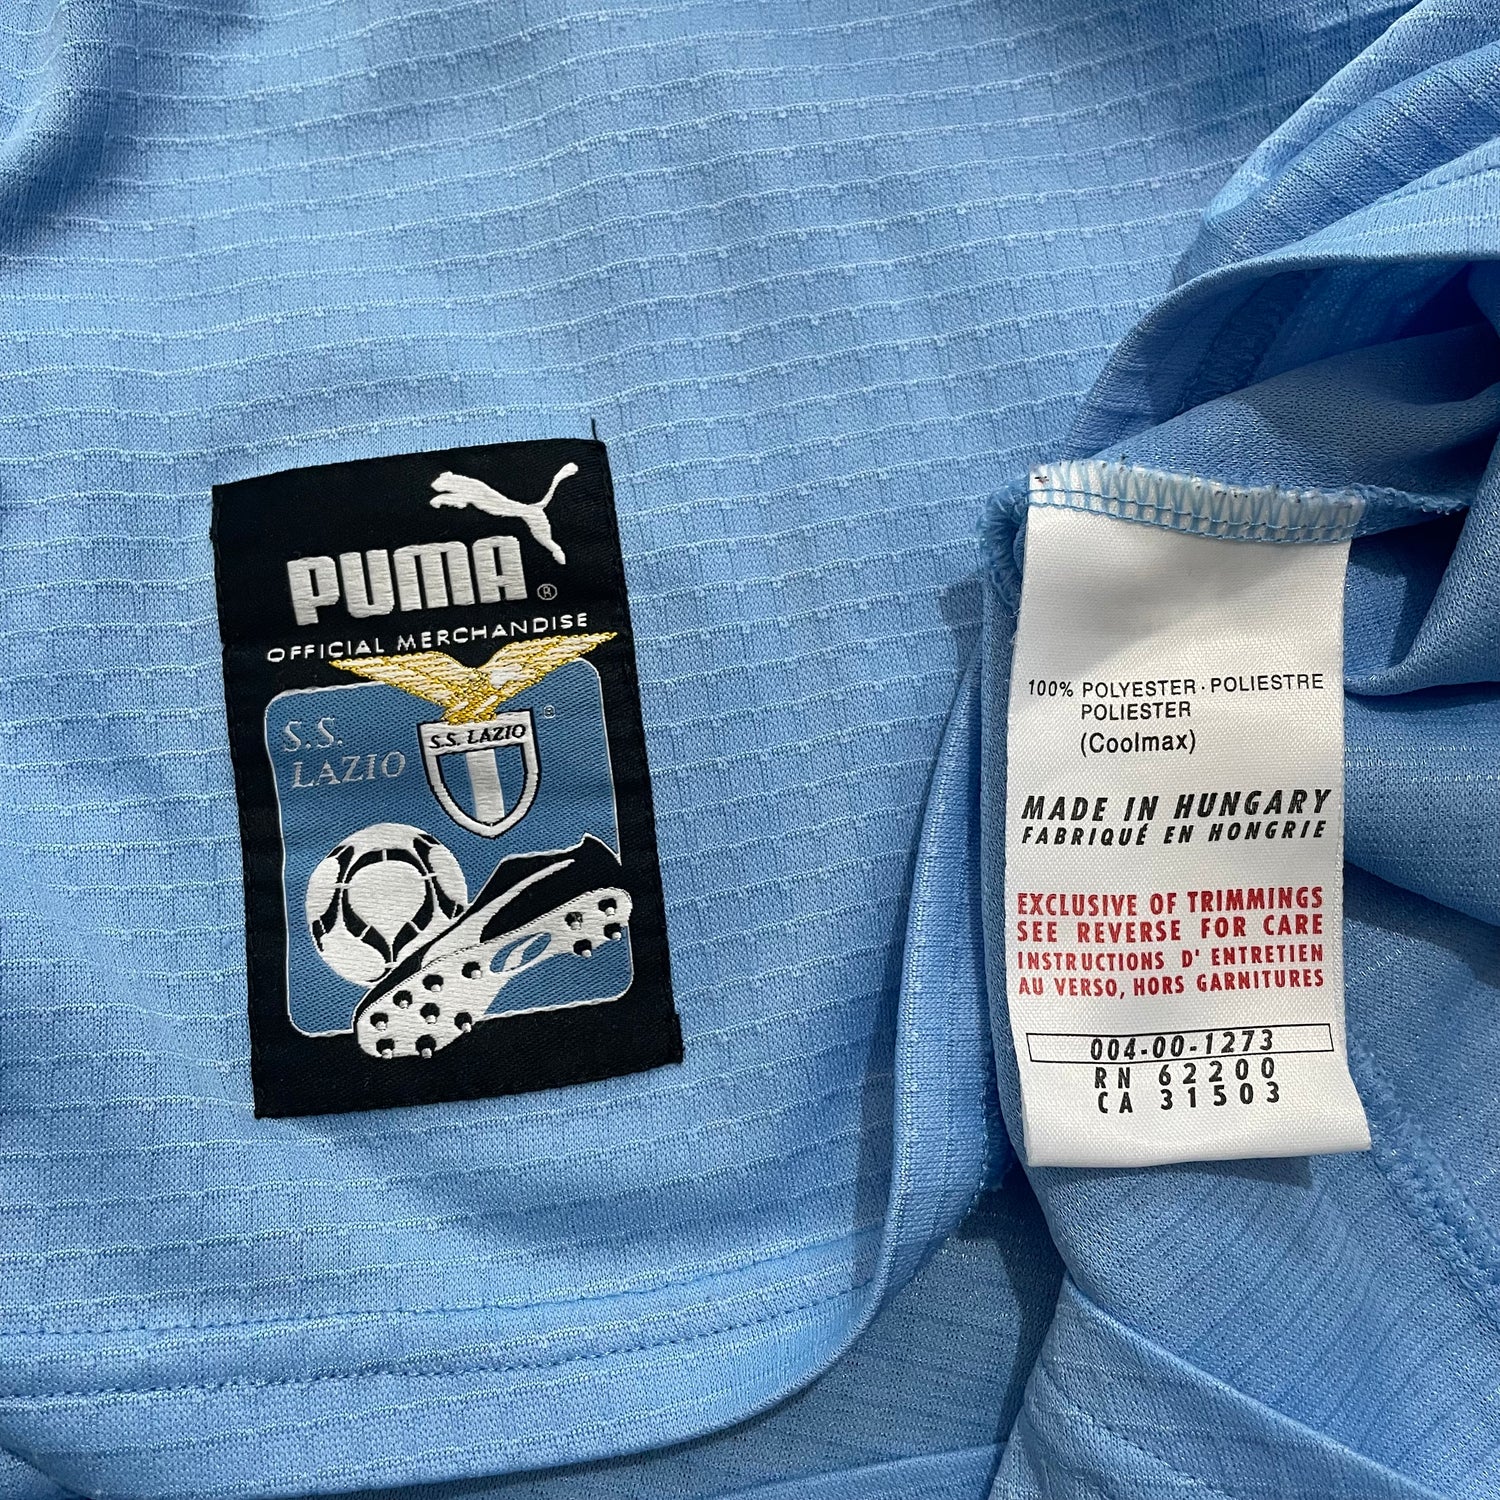 PUMA®
OFFICIAL MERCHANDISE
S.S.
LAZIO
S.S. LAZIO ®
100% POLYESTER · POLIESTRE
POLIESTER
(Coolmax)
MADE IN HUNGARY
FABRIQUÉ EN HONGRIE
EXCLUSIVE OF TRIMMINGS
SEE REVERSE FOR CARE
INSTRUCTIONS D' ENTRETIEN
AU VERSO, HORS GARNITURES
004-00-1273
RN 62200
CA 31503